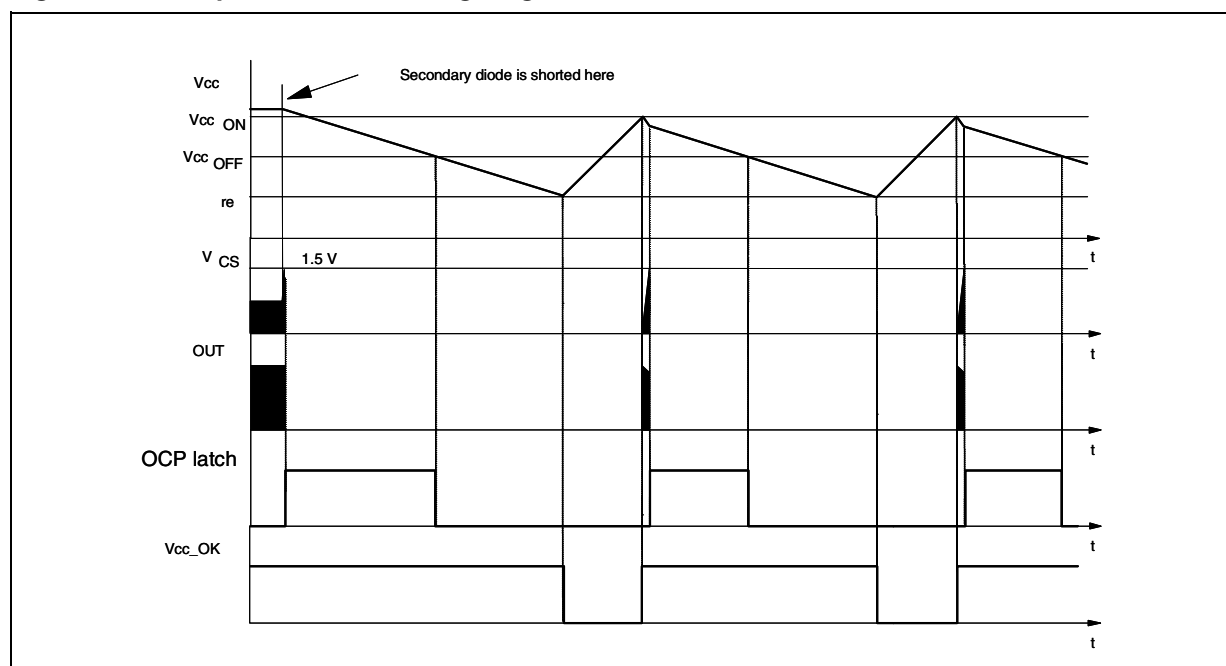 Vcc
Secondary diode is shorted here
Vcc ON
Vcc OFF
re
t
V CS
1.5 V
t
OUT
t
OCP latch
t
Vcc_OK
t